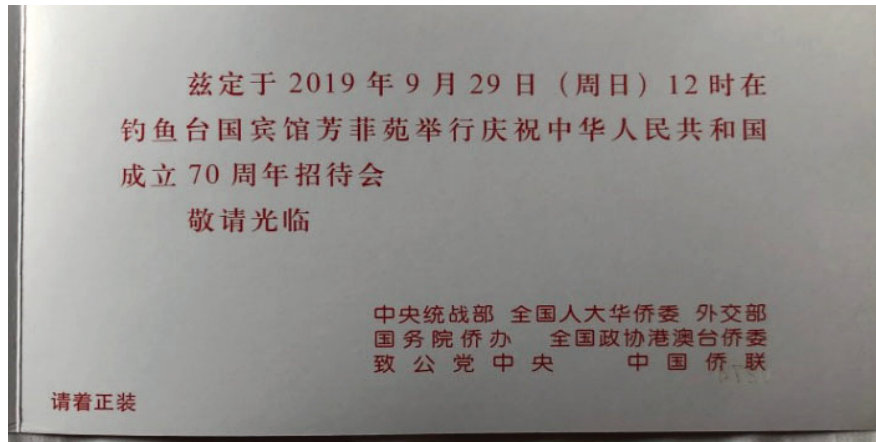 兹定于 2019 年 9 月 29 日（周日）12 时在
钓鱼台国宾馆芳菲苑举行庆祝中华人民共和国
成立 70 周年招待会
敬请光临
中央统战部 全国人大华侨委 外交部
国务院侨办 全国政协港澳台侨委
致公党中央 中国侨联
请着正装